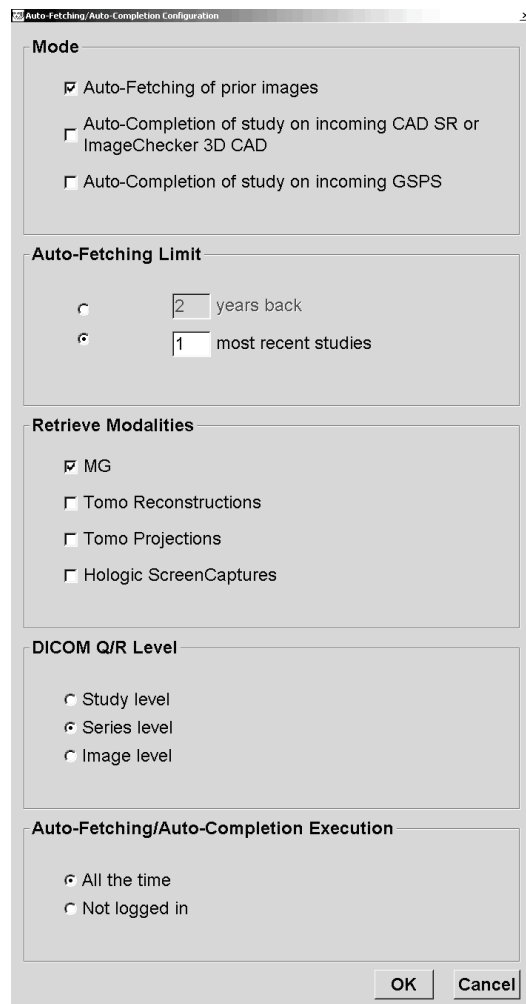 Auto-Fetching/Auto-Completion Configuration
Mode
Auto-Fetching of prior images
Auto-Completion of study on incoming CAD SR or
ImageChecker 3D CAD
Auto-Completion of study on incoming GSPS
Auto-Fetching Limit
2 years back
1 most recent studies
Retrieve Modalities
MG
Tomo Reconstructions
Tomo Projections
Hologic ScreenCaptures
DICOM Q/R Level
Study level
Series level
Image level
Auto-Fetching/Auto-Completion Execution
All the time
Not logged in
OK Cancel